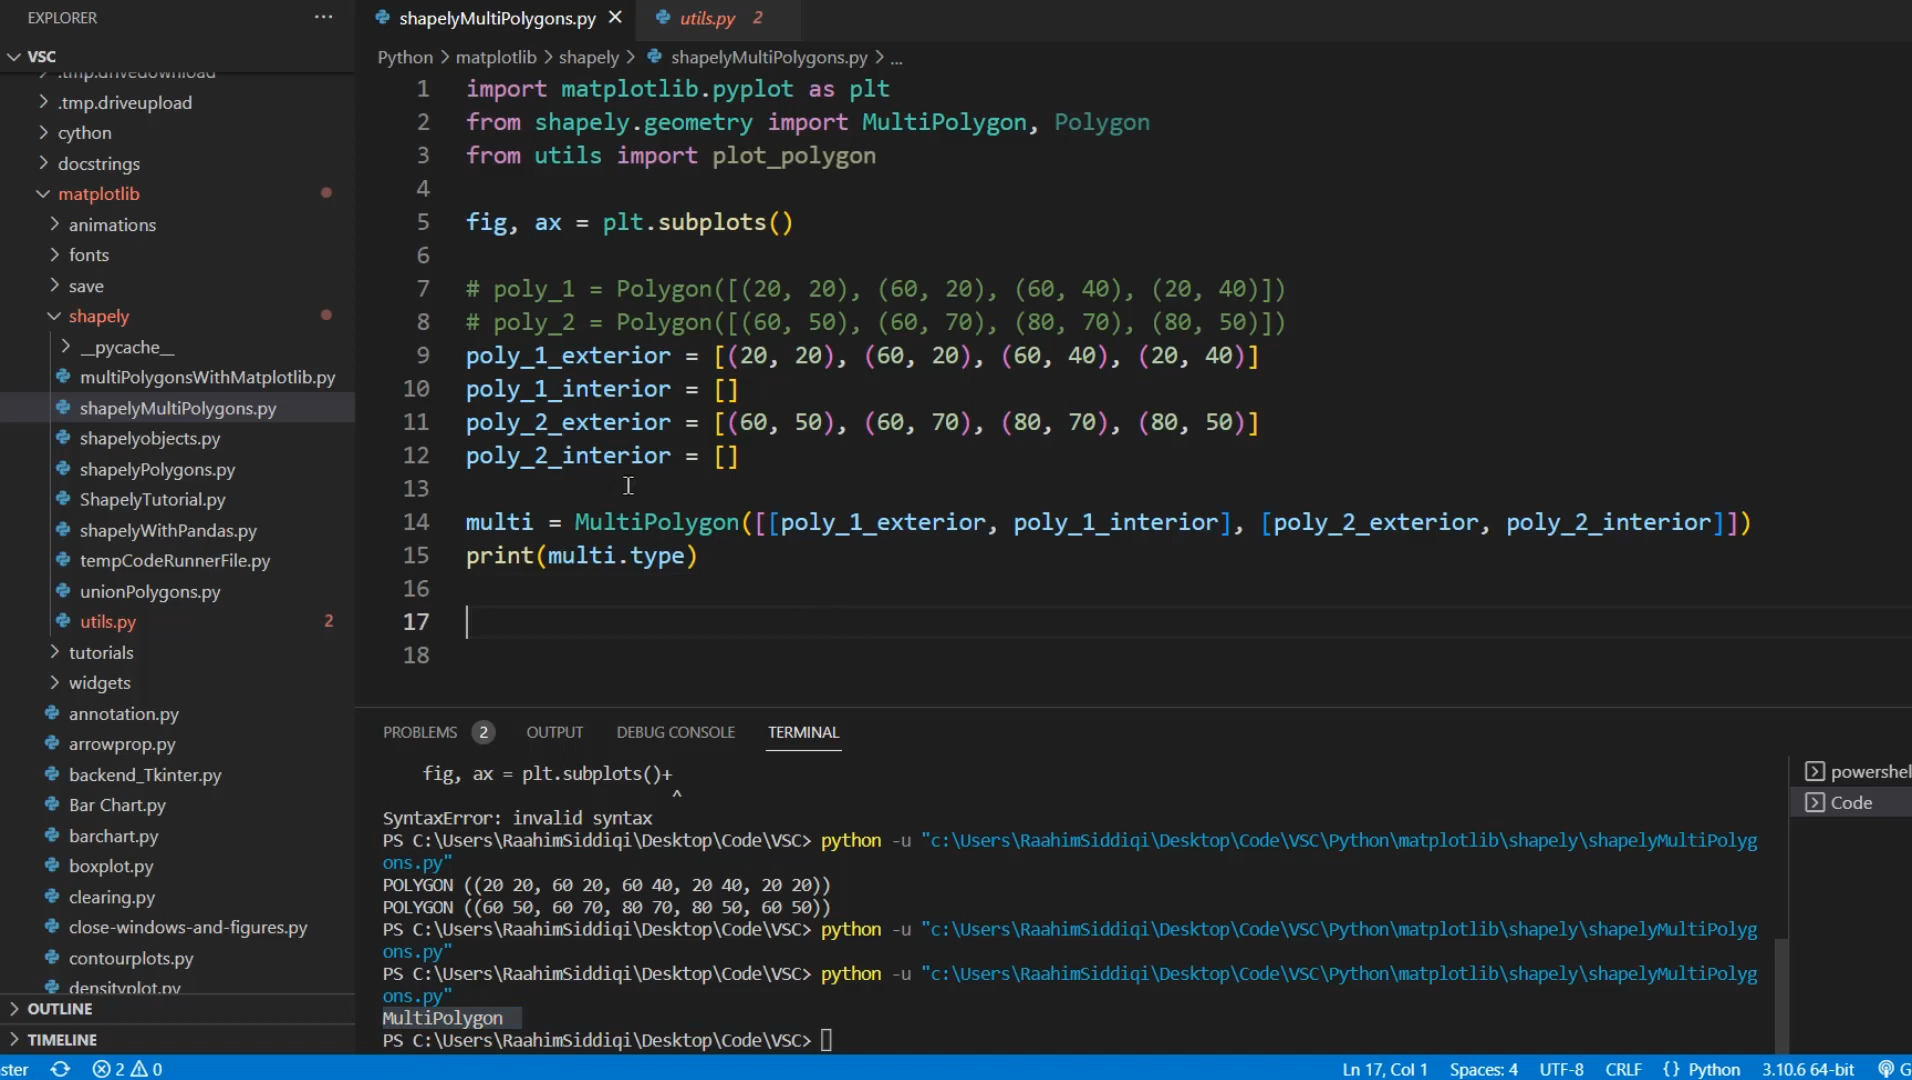 EXPLORER
VSC
.tmp.drivedownload
.tmp.driveupload
cython
docstrings
matplotlib
animations
fonts
save
shapely
__pycache__
multiPolygonsWithMatplotlib.py
shapelyMultiPolygons.py
shapelyobjects.py
shapelyPolygons.py
ShapelyTutorial.py
shapelyWithPandas.py
tempCodeRunnerFile.py
unionPolygons.py
utils.py 2
tutorials
widgets
annotation.py
arrowprop.py
backend_Tkinter.py
Bar Chart.py
barchart.py
boxplot.py
clearing.py
close-windows-and-figures.py
contourplots.py
densityplot.py
OUTLINE
TIMELINE
shapelyMultiPolygons.py utils.py 2
Python > matplotlib > shapely > shapelyMultiPolygons.py > ...
1 import matplotlib.pyplot as plt
2 from shapely.geometry import MultiPolygon, Polygon
3 from utils import plot_polygon
4
5 fig, ax = plt.subplots()
6
7 # poly_1 = Polygon([(20, 20), (60, 20), (60, 40), (20, 40)])
8 # poly_2 = Polygon([(60, 50), (60, 70), (80, 70), (80, 50)])
9 poly_1_exterior = [(20, 20), (60, 20), (60, 40), (20, 40)]
10 poly_1_interior = []
11 poly_2_exterior = [(60, 50), (60, 70), (80, 70), (80, 50)]
12 poly_2_interior = []
13
14 multi = MultiPolygon([[poly_1_exterior, poly_1_interior], [poly_2_exterior, poly_2_interior]])
15 print(multi.type)
16
17
18
PROBLEMS 2 OUTPUT DEBUG CONSOLE TERMINAL
fig, ax = plt.subplots()+
^
SyntaxError: invalid syntax
PS C:\Users\RaahimSiddiqi\Desktop\Code\VSC> python -u "c:\Users\RaahimSiddiqi\Desktop\Code\VSC\Python\matplotlib\shapely\shapelyMultiPolyg
ons.py"
POLYGON ((20 20, 60 20, 60 40, 20 40, 20 20))
POLYGON ((60 50, 60 70, 80 70, 80 50, 60 50))
PS C:\Users\RaahimSiddiqi\Desktop\Code\VSC> python -u "c:\Users\RaahimSiddiqi\Desktop\Code\VSC\Python\matplotlib\shapely\shapelyMultiPolyg
ons.py"
PS C:\Users\RaahimSiddiqi\Desktop\Code\VSC> python -u "c:\Users\RaahimSiddiqi\Desktop\Code\VSC\Python\matplotlib\shapely\shapelyMultiPolyg
ons.py"
MultiPolygon
PS C:\Users\RaahimSiddiqi\Desktop\Code\VSC>
powershel
Code
ster 2 0 Ln 17, Col 1 Spaces: 4 UTF-8 CRLF {} Python 3.10.6 64-bit G